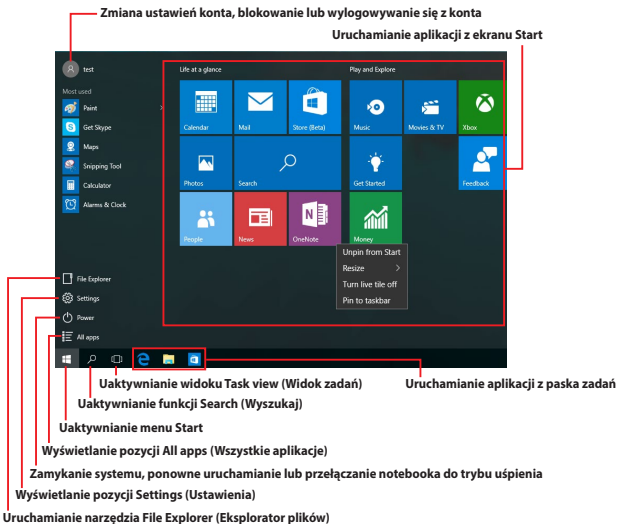 Zmiana ustawień konta, blokowanie lub wylogowywanie się z konta
Uruchamianie aplikacji z ekranu Start
test
Most used
Paint
Get Skype
Maps
Snipping Tool
Calculator
Alarms & Clock
File Explorer
Settings
Power
All apps
Life at a glance
Play and Explore
Calendar
Mail
Store (Beta)
Music
Movies & TV
Xbox
Photos
Search
Get Started
Feedback
People
News
OneNote
Money
Unpin from Start
Resize
Turn live tile off
Pin to taskbar
Uaktywnianie widoku Task view (Widok zadań)
Uruchamianie aplikacji z paska zadań
Uaktywnianie funkcji Search (Wyszukaj)
Uaktywnianie menu Start
Wyświetlanie pozycji All apps (Wszystkie aplikacje)
Zamykanie systemu, ponowne uruchamianie lub przełączanie notebooka do trybu uśpienia
Wyświetlanie pozycji Settings (Ustawienia)
Uruchamianie narzędzia File Explorer (Eksplorator plików)